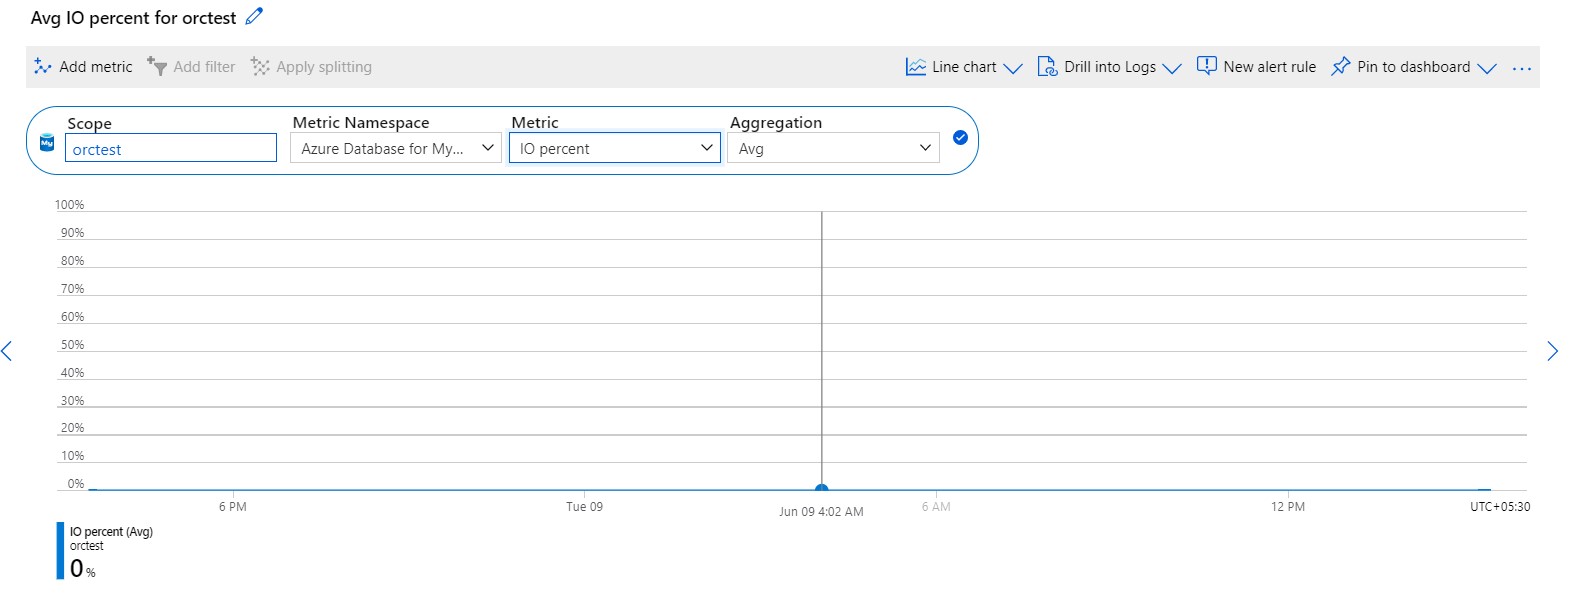 Avg IO percent for orctest
Add metric Add filter Apply splitting Line chart Drill into Logs New alert rule Pin to dashboard ...
Scope Metric Namespace Metric Aggregation
My orctest Azure Database for My... IO percent Avg
100%
90%
80%
70%
60%
50%
40%
30%
20%
10%
0%
6 PM Tue 09 Jun 09 4:02 AM 6 AM 12 PM UTC+05:30
IO percent (Avg)
orctest
0 %